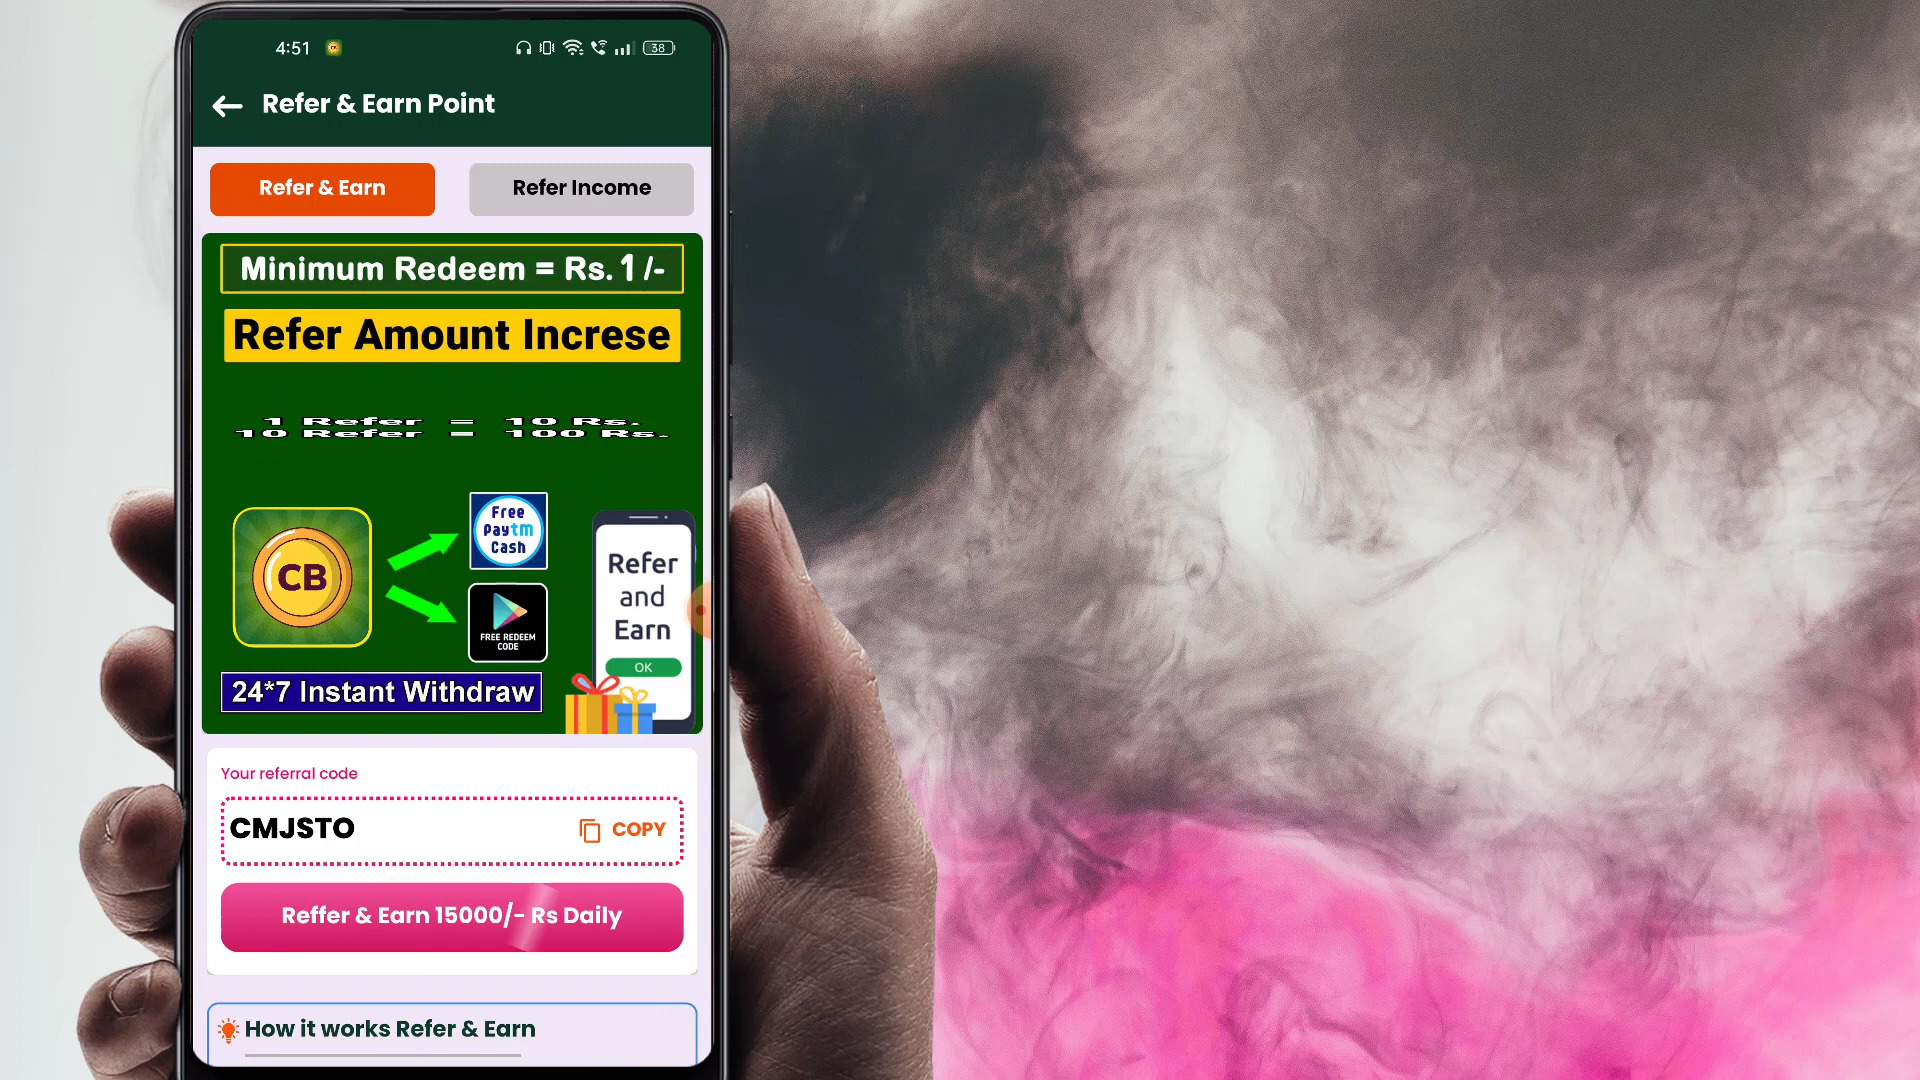 4:51
38
Refer & Earn Point
Refer & Earn
Refer Income
Minimum Redeem = Rs. 1 /-
Refer Amount Increse
1 Refer = 10 Rs.
10 Refer = 100 Rs.
CB
Free
Paytm
Cash
FREE REDEEM
CODE
Refer
and
Earn
OK
24*7 Instant Withdraw
Your referral code
CMJSTO
COPY
Reffer & Earn 15000/- Rs Daily
How it works Refer & Earn